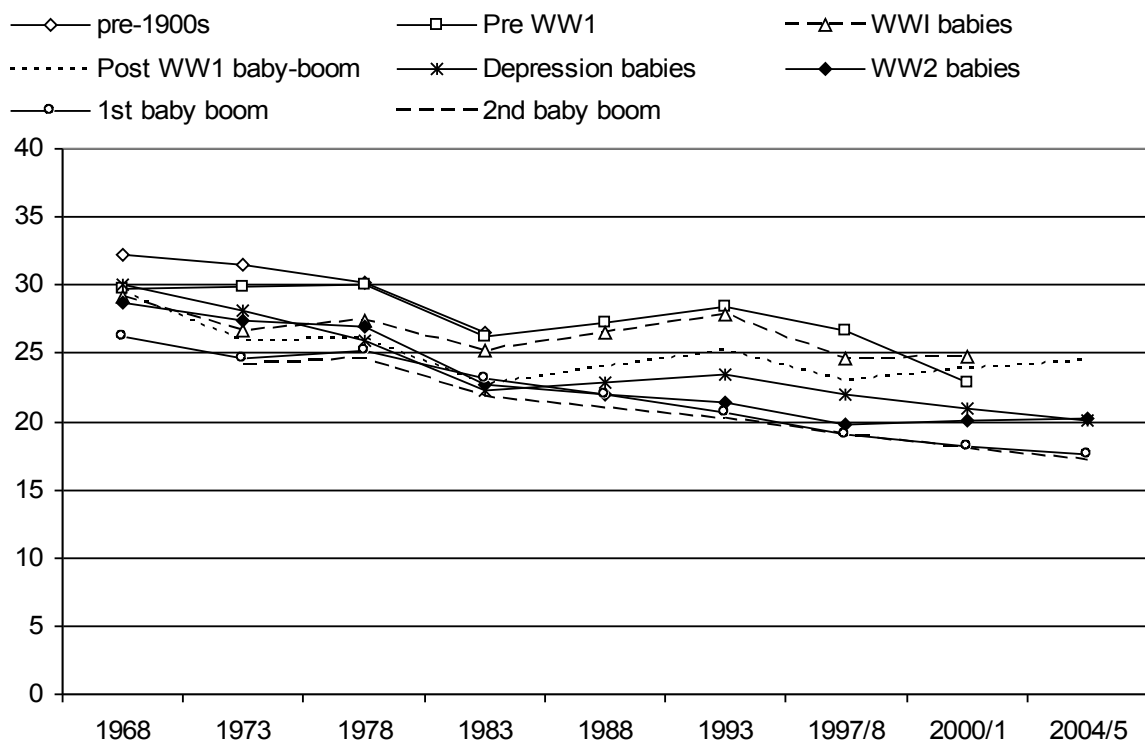 pre-1900s Pre WW1 WWI babies
Post WW1 baby-boom Depression babies WW2 babies
1st baby boom 2nd baby boom
40
35
30
25
20
15
10
5
0
1968 1973 1978 1983 1988 1993 1997/8 2000/1 2004/5